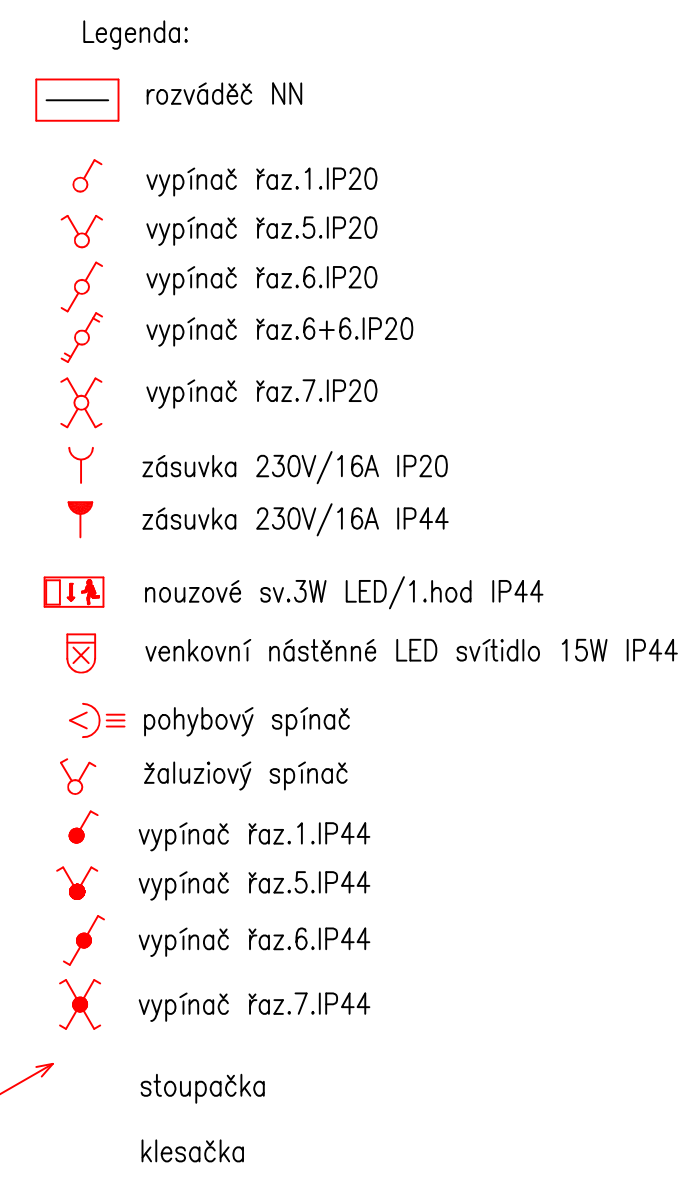 Legenda:
rozváděč NN
vypínač řaz.1.IP20
vypínač řaz.5.IP20
vypínač řaz.6.IP20
vypínač řaz.6+6.IP20
vypínač řaz.7.IP20
zásuvka 230V/16A IP20
zásuvka 230V/16A IP44
nouzové sv.3W LED/1.hod IP44
venkovní nástěnné LED svítidlo 15W IP44
pohybový spínač
žaluziový spínač
vypínač řaz.1.IP44
vypínač řaz.5.IP44
vypínač řaz.6.IP44
vypínač řaz.7.IP44
stoupačka
klesačka